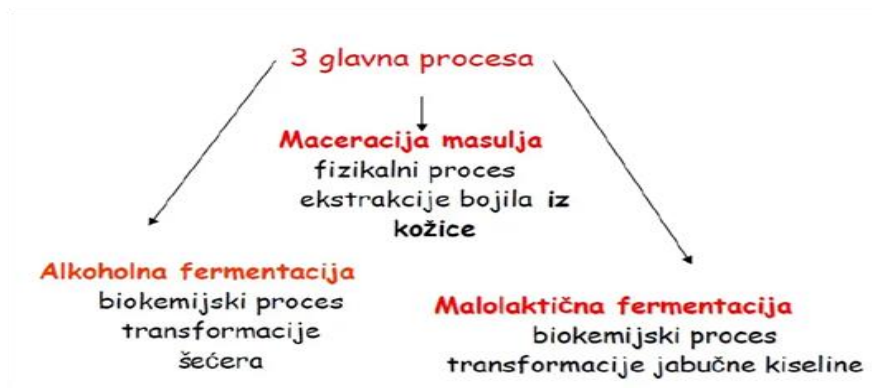 3 glavna procesa
Maceracija masulja
fizikalni proces
ekstrakcije bojila iz
kožice
Alkoholna fermentacija
biokemijski proces
transformacije
šećera
Malolaktična fermentacija
biokemijski proces
transformacije jabučne kiseline